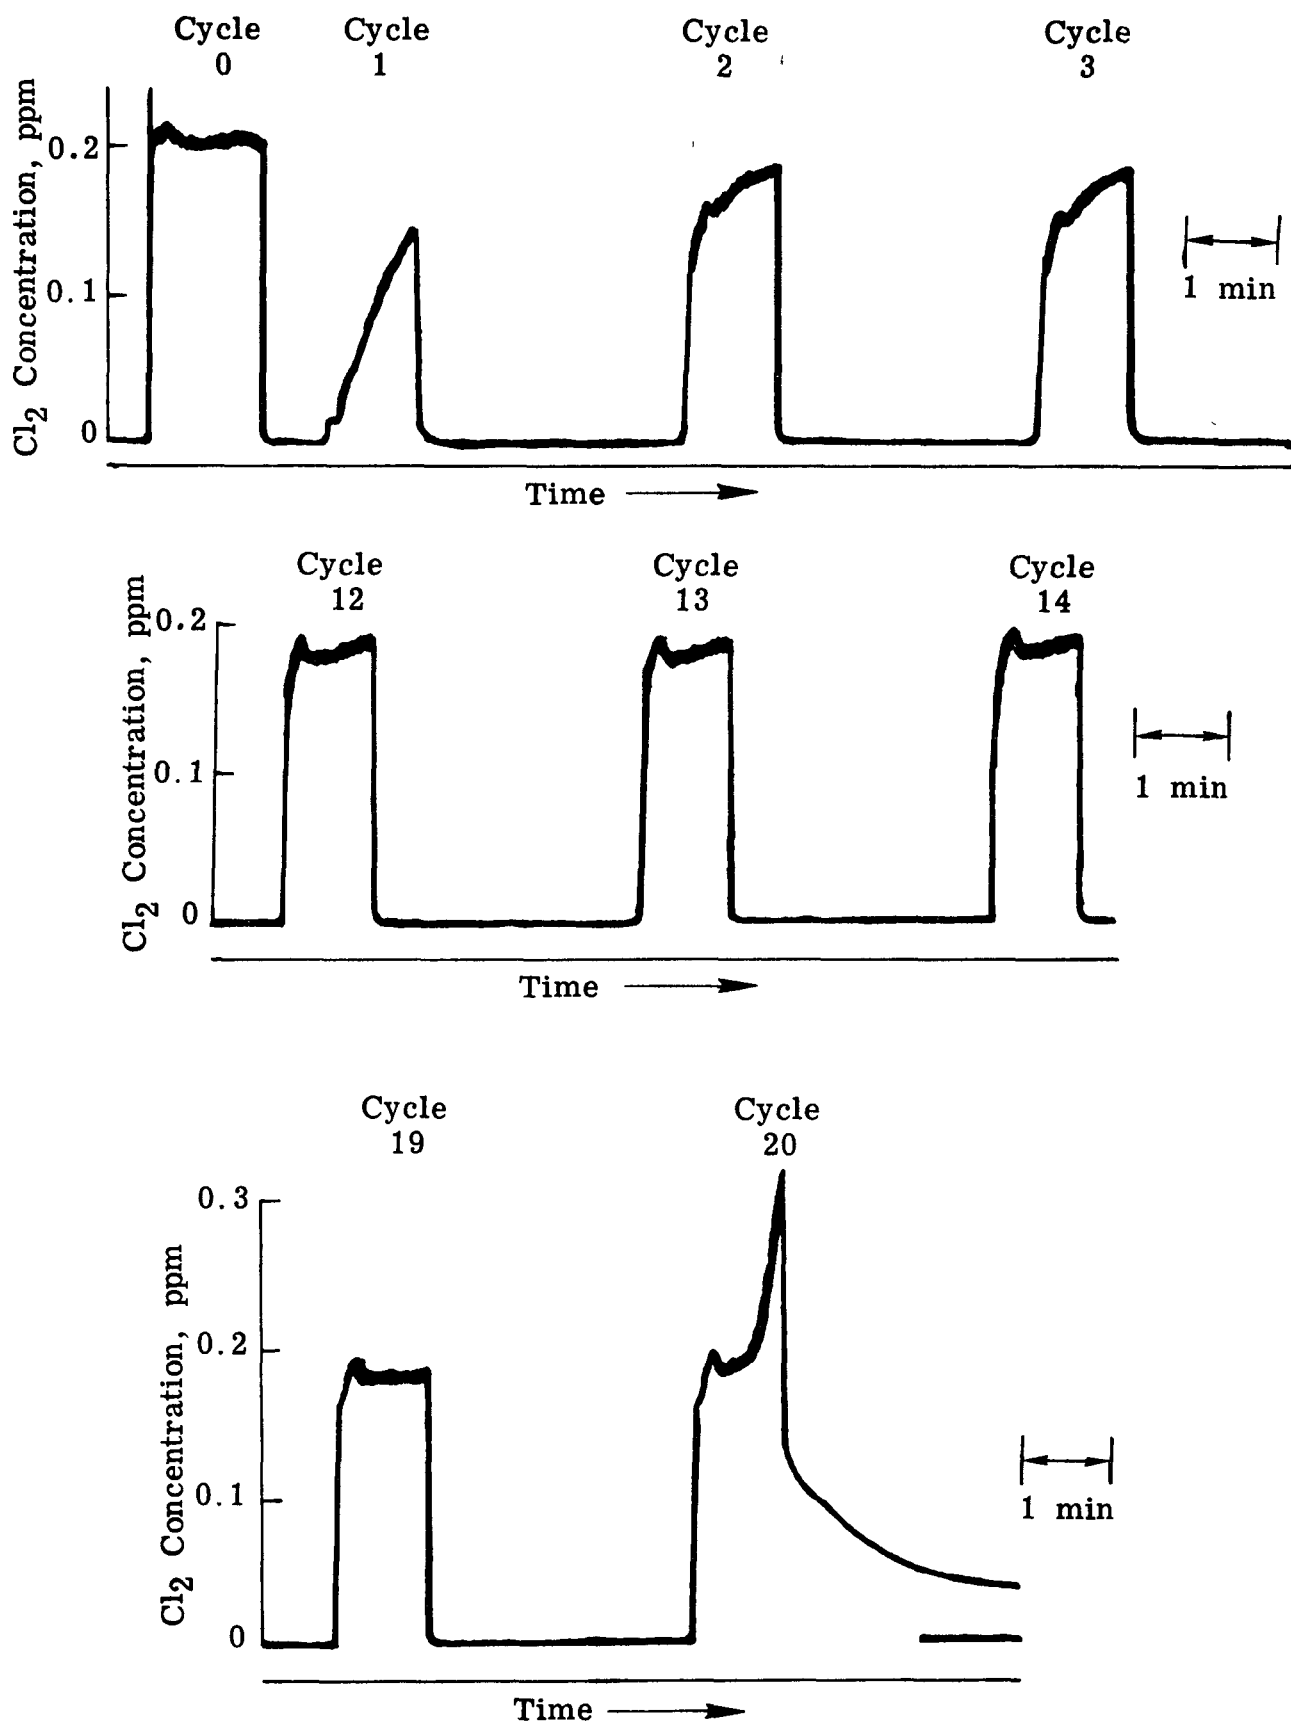 Cycle Cycle Cycle Cycle
0 1 2 3
Cl2 Concentration, ppm
0.2
0.1
0
1 min
Time
Cycle Cycle Cycle
12 13 14
Cl2 Concentration, ppm
0.2
0.1
0
1 min
Time
Cycle Cycle
19 20
Cl2 Concentration, ppm
0.3
0.2
0.1
0
1 min
Time